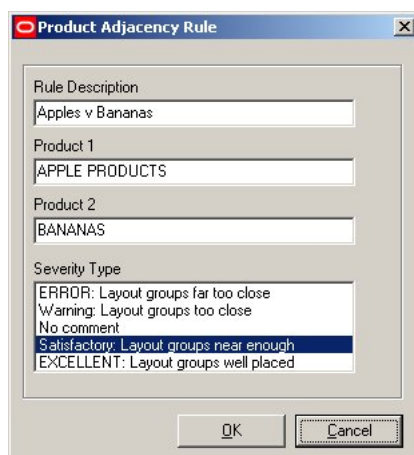 Product Adjacency Rule
Rule Description
Apples v Bananas
Product 1
APPLE PRODUCTS
Product 2
BANANAS
Severity Type
ERROR: Layout groups far too close
Warning: Layout groups too close
No comment
Satisfactory: Layout groups near enough
EXCELLENT: Layout groups well placed
OK
Cancel